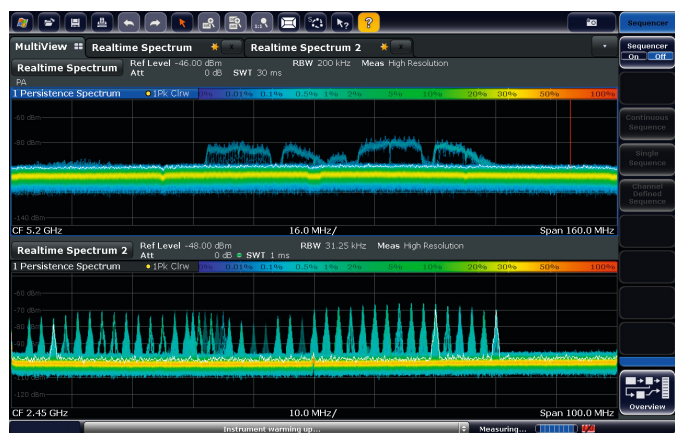 Sequencer
MultiView Realtime Spectrum Realtime Spectrum 2
Sequencer
On Off
Realtime Spectrum Ref Level -46.00 dBm RBW 200 kHz Meas High Resolution
Att 0 dB SWT 30 ms
PA
1 Persistence Spectrum 1Pk Clrw 0% 0.01% 0.1% 0.5% 1% 2% 5% 10% 20% 30% 50% 100%
-60 dBm
-80 dBm
-140 dBm
CF 5.2 GHz 16.0 MHz/ Span 160.0 MHz
Continuous
Sequence
Single
Sequence
Channel
Defined
Sequence
Realtime Spectrum 2 Ref Level -48.00 dBm RBW 31.25 kHz Meas High Resolution
Att 0 dB SWT 1 ms
1 Persistence Spectrum 1Pk Clrw 0% 0.01% 0.1% 0.5% 1% 2% 5% 10% 20% 30% 50% 100%
-60 dBm
-70 dBm
-80
-90
-110 dBm
-120 dBm
CF 2.45 GHz 10.0 MHz/ Span 100.0 MHz
Overview
Instrument warming up... Measuring...